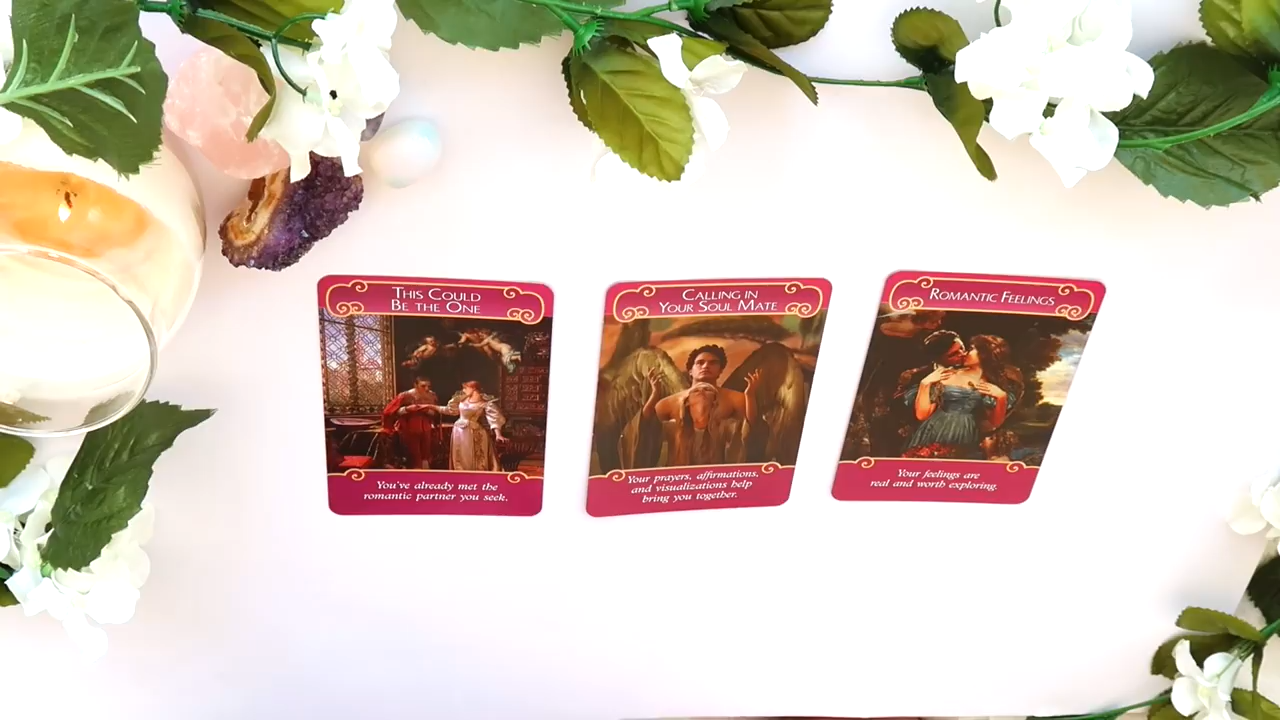 This Could
Be the One
You've already met the
romantic partner you seek.
Calling in
Your Soul Mate
Your prayers, affirmations,
and visualizations help
bring you together.
Romantic Feelings
Your feelings are
real and worth exploring.